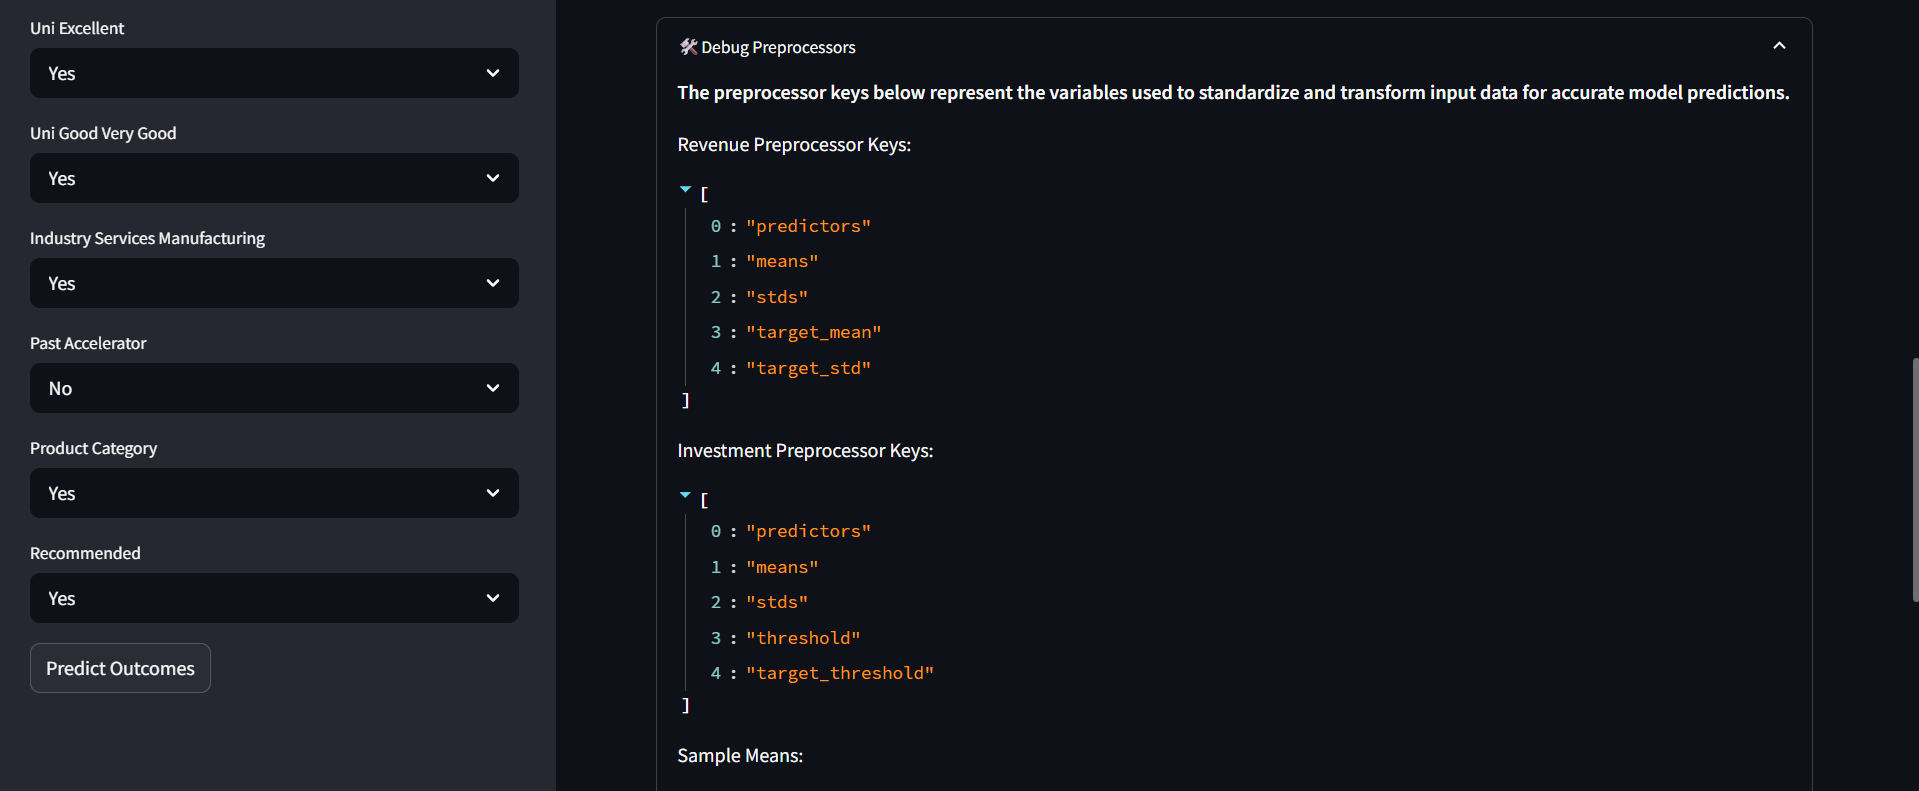 Uni Excellent
Yes
Uni Good Very Good
Yes
Industry Services Manufacturing
Yes
Past Accelerator
No
Product Category
Yes
Recommended
Yes
Predict Outcomes
🛠️ Debug Preprocessors
The preprocessor keys below represent the variables used to standardize and transform input data for accurate model predictions.
Revenue Preprocessor Keys:
[
0 : "predictors"
1 : "means"
2 : "stds"
3 : "target_mean"
4 : "target_std"
]
Investment Preprocessor Keys:
[
0 : "predictors"
1 : "means"
2 : "stds"
3 : "threshold"
4 : "target_threshold"
]
Sample Means: